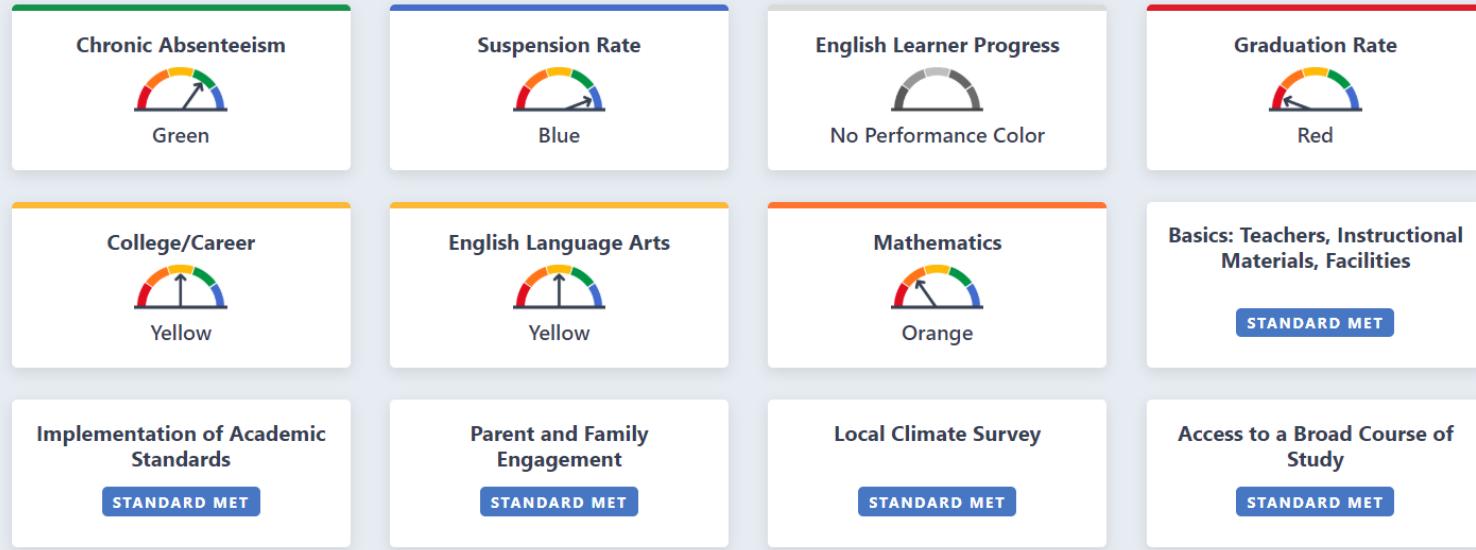 Chronic Absenteeism
Green
Suspension Rate
Blue
English Learner Progress
No Performance Color
Graduation Rate
Red
College/Career
Yellow
English Language Arts
Yellow
Mathematics
Orange
Basics: Teachers, Instructional
Materials, Facilities
STANDARD MET
Implementation of Academic
Standards
STANDARD MET
Parent and Family
Engagement
STANDARD MET
Local Climate Survey
STANDARD MET
Access to a Broad Course of
Study
STANDARD MET